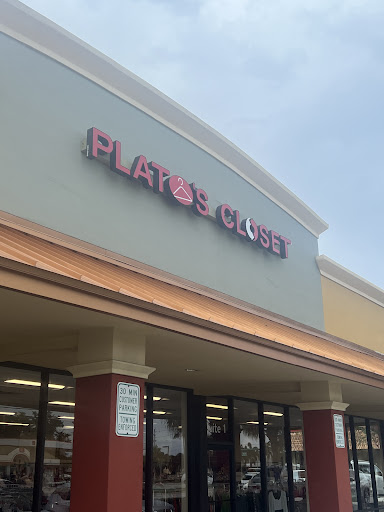 PLATO'S CLOSET
30 MIN
CUSTOMER
PARKING
TOWING
ENFORCED